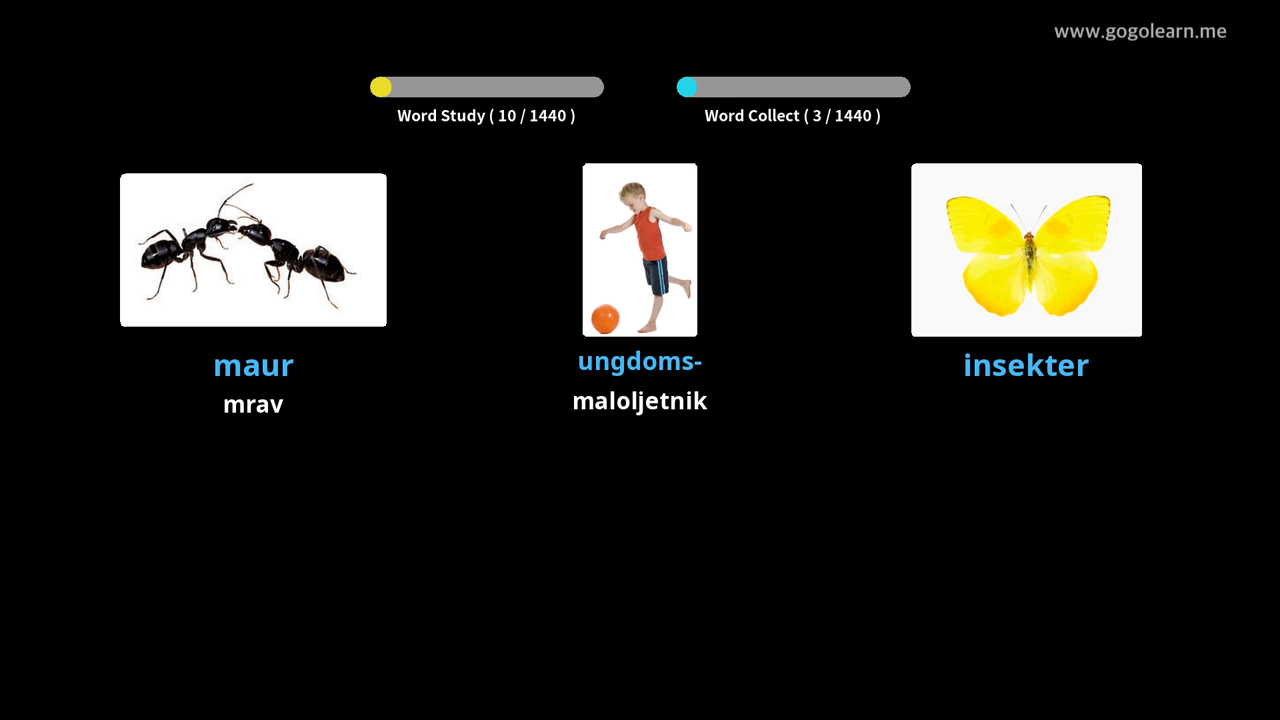 www.gogolearn.me
Word Study ( 10 / 1440 )
Word Collect ( 3 / 1440 )
maur
mrav
ungdoms-
maloljetnik
insekter